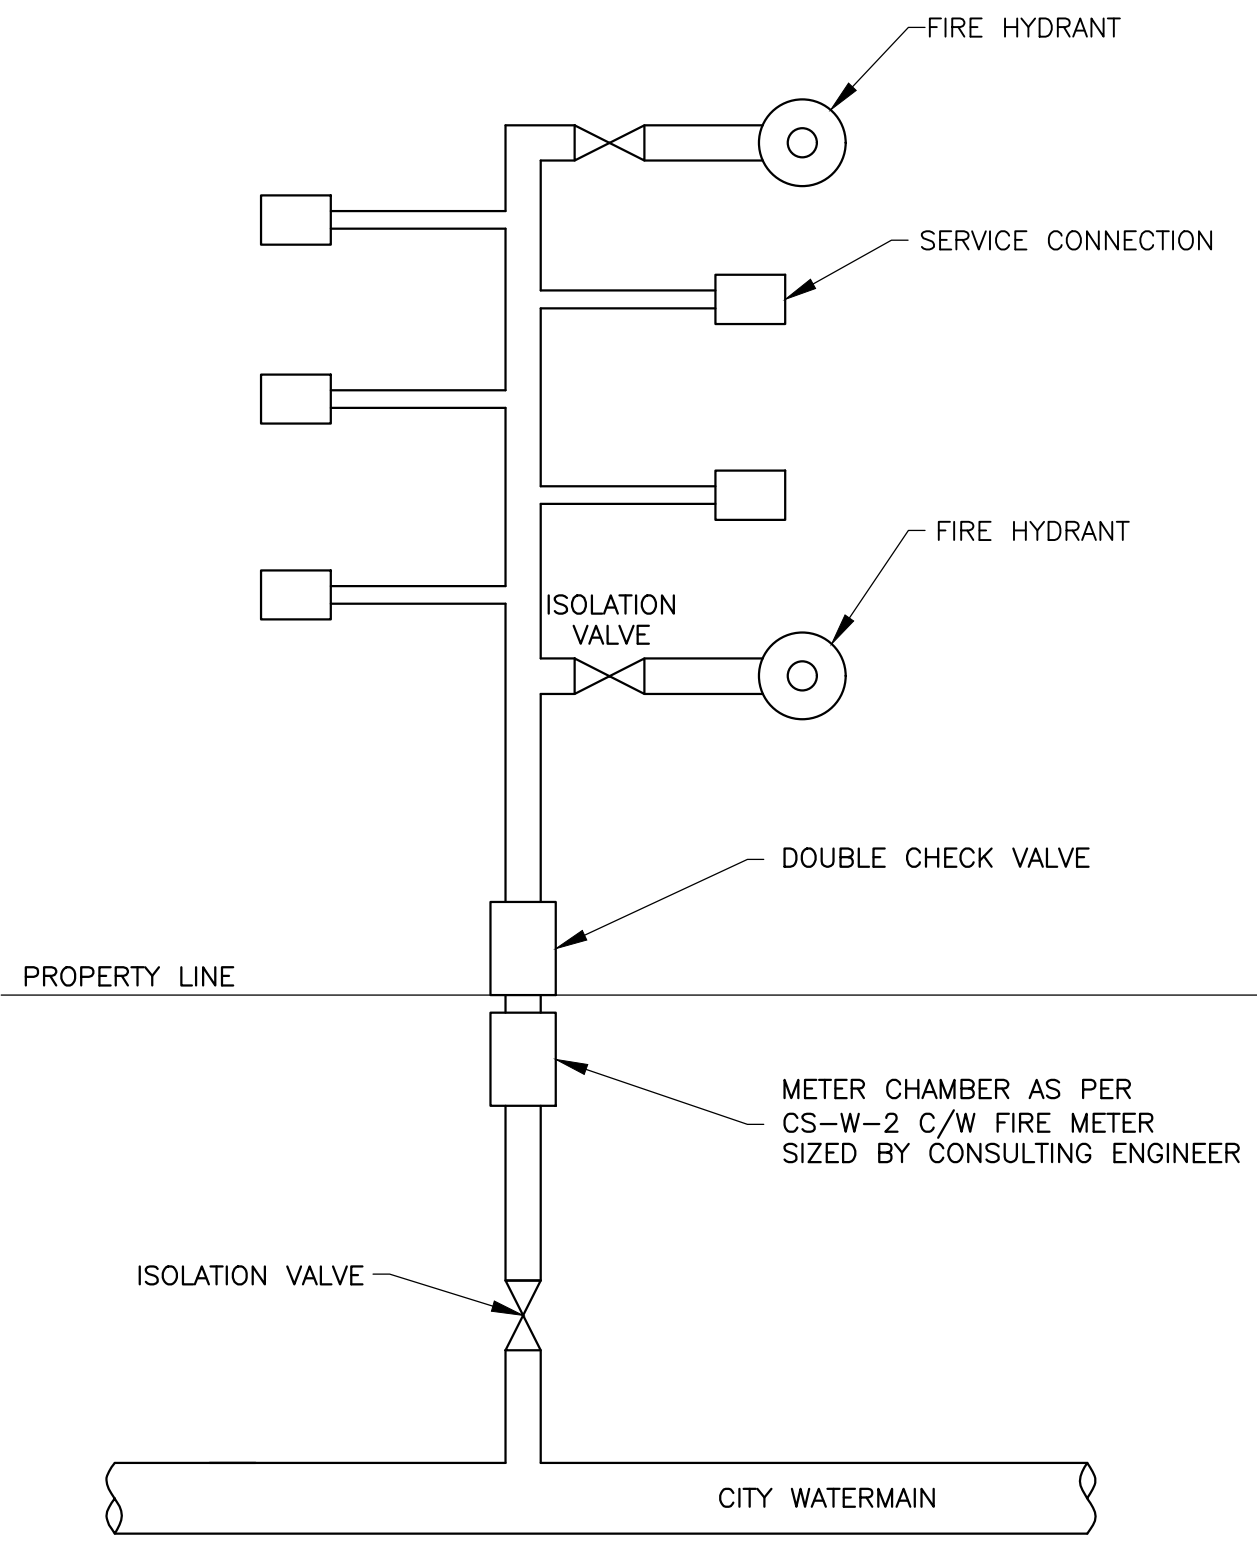 FIRE HYDRANT
SERVICE CONNECTION
FIRE HYDRANT
ISOLATION
VALVE
DOUBLE CHECK VALVE
PROPERTY LINE
METER CHAMBER AS PER
CS-W-2 C/W FIRE METER
SIZED BY CONSULTING ENGINEER
ISOLATION VALVE
CITY WATERMAIN